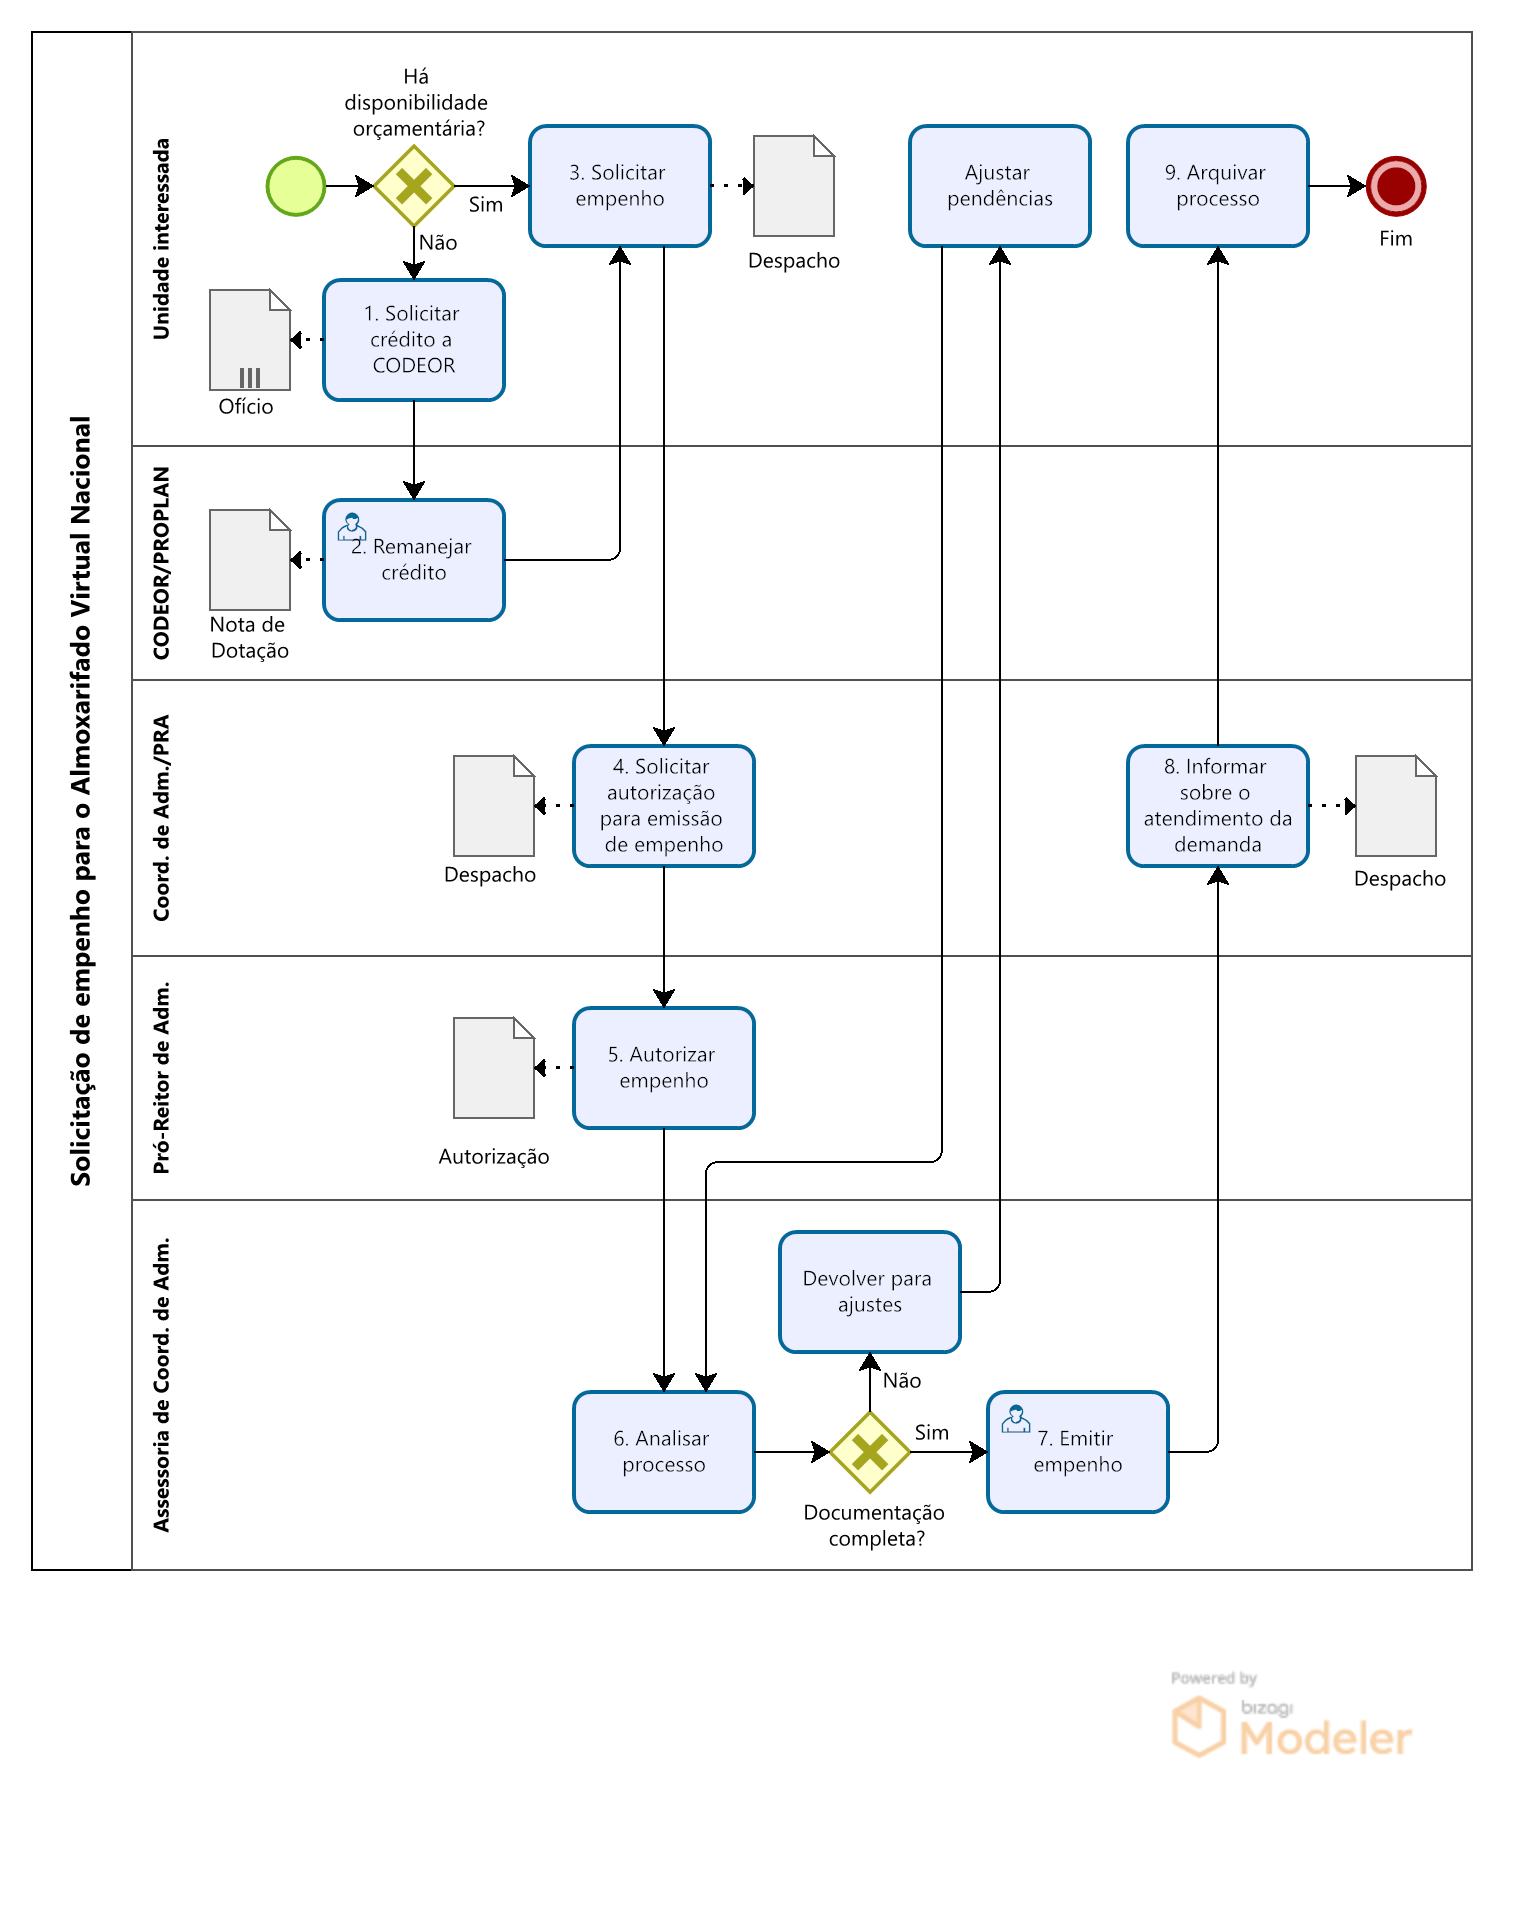 Solicitação de empenho para o Almoxarifado Virtual Nacional
Unidade interessada
Há
disponibilidade
orçamentária?
Sim
Não
3. Solicitar
empenho
Despacho
Ajustar
pendências
9. Arquivar
processo
Fim
1. Solicitar
crédito a
CODEOR
Ofício
CODEOR/PROPLAN
2. Remanejar
crédito
Nota de
Dotação
Coord. de Adm./PRA
4. Solicitar
autorização
para emissão
de empenho
Despacho
8. Informar
sobre o
atendimento da
demanda
Despacho
Pró-Reitor de Adm.
5. Autorizar
empenho
Autorização
Assessoria de Coord. de Adm.
Devolver para
ajustes
Não
6. Analisar
processo
Sim
Documentação
completa?
7. Emitir
empenho
Powered by
bizagi
Modeler